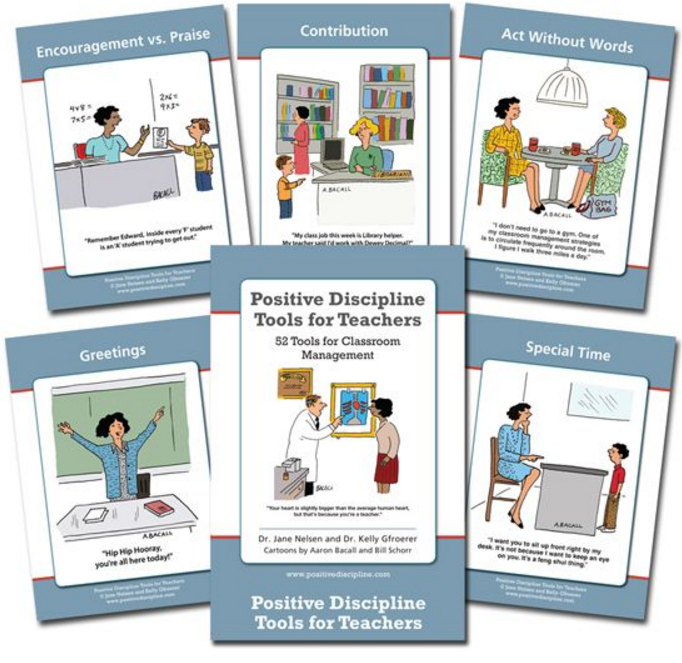 Encouragement vs. Praise
4x8=
7x5=
2x6=
9x3=
BACALL
"Remember Edward, inside every 'F' student
is an 'A' student trying to get out."
Positive Discipline Tools for Teachers
© Jane Nelsen and Kelly Gfroerer
www.positivediscipline.com
Contribution
A.BACALL
"My class job this week is Library helper.
My teacher said I'd work with Dewey Decimal?"
Act Without Words
A.BACALL
GYM
BAG
"I don't need to go to a gym. One of
my classroom management strategies
is to circulate frequently around the room.
I figure I walk three miles a day."
Positive Discipline Tools for Teachers
© Jane Nelsen and Kelly Gfroerer
www.positivediscipline.com
Greetings
A.BACALL
"Hip Hip Hooray,
you're all here today!"
Positive Discipline Tools for Teachers
© Jane Nelsen and Kelly Gfroerer
www.positivediscipline.com
Positive Discipline
Tools for Teachers
52 Tools for Classroom
Management
BACALL
"Your heart is slightly bigger than the average human heart,
but that's because you're a teacher."
Dr. Jane Nelsen and Dr. Kelly Gfroerer
Cartoons by Aaron Bacall and Bill Schorr
www.positivediscipline.com
Positive Discipline
Tools for Teachers
Special Time
A.BACALL
"I want you to sit up front right by my
desk. It's not because I want to keep an eye
on you. It's a feng shui thing."
Positive Discipline Tools for Teachers
© Jane Nelsen and Kelly Gfroerer
www.positivediscipline.com